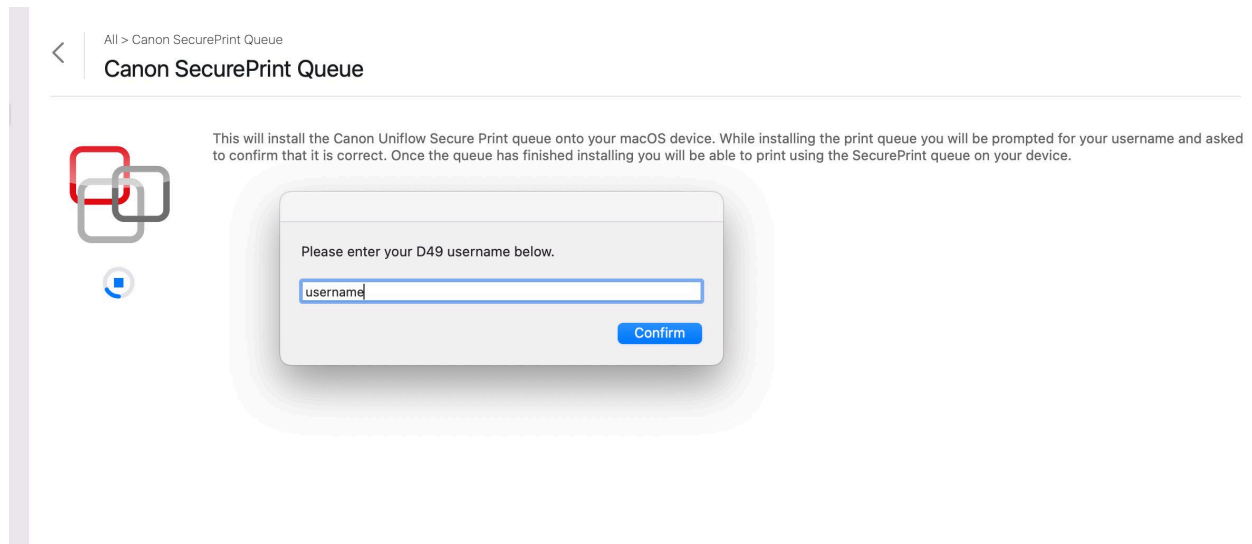 All > Canon SecurePrint Queue
Canon SecurePrint Queue
This will install the Canon Uniflow Secure Print queue onto your macOS device. While installing the print queue you will be prompted for your username and asked
to confirm that it is correct. Once the queue has finished installing you will be able to print using the SecurePrint queue on your device.
Please enter your D49 username below.
username
Confirm